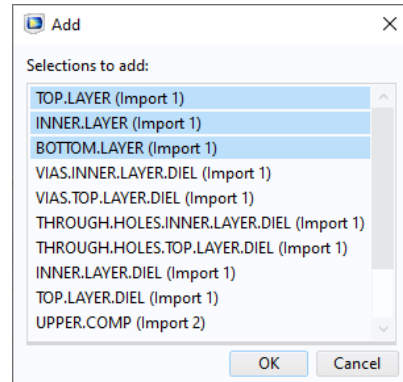 Add
Selections to add:
TOP.LAYER (Import 1)
INNER.LAYER (Import 1)
BOTTOM.LAYER (Import 1)
VIAS.INNER.LAYER.DIEL (Import 1)
VIAS.TOP.LAYER.DIEL (Import 1)
THROUGH.HOLES.INNER.LAYER.DIEL (Import 1)
THROUGH.HOLES.TOP.LAYER.DIEL (Import 1)
INNER.LAYER.DIEL (Import 1)
TOP.LAYER.DIEL (Import 1)
UPPER.COMP (Import 2)
OK Cancel